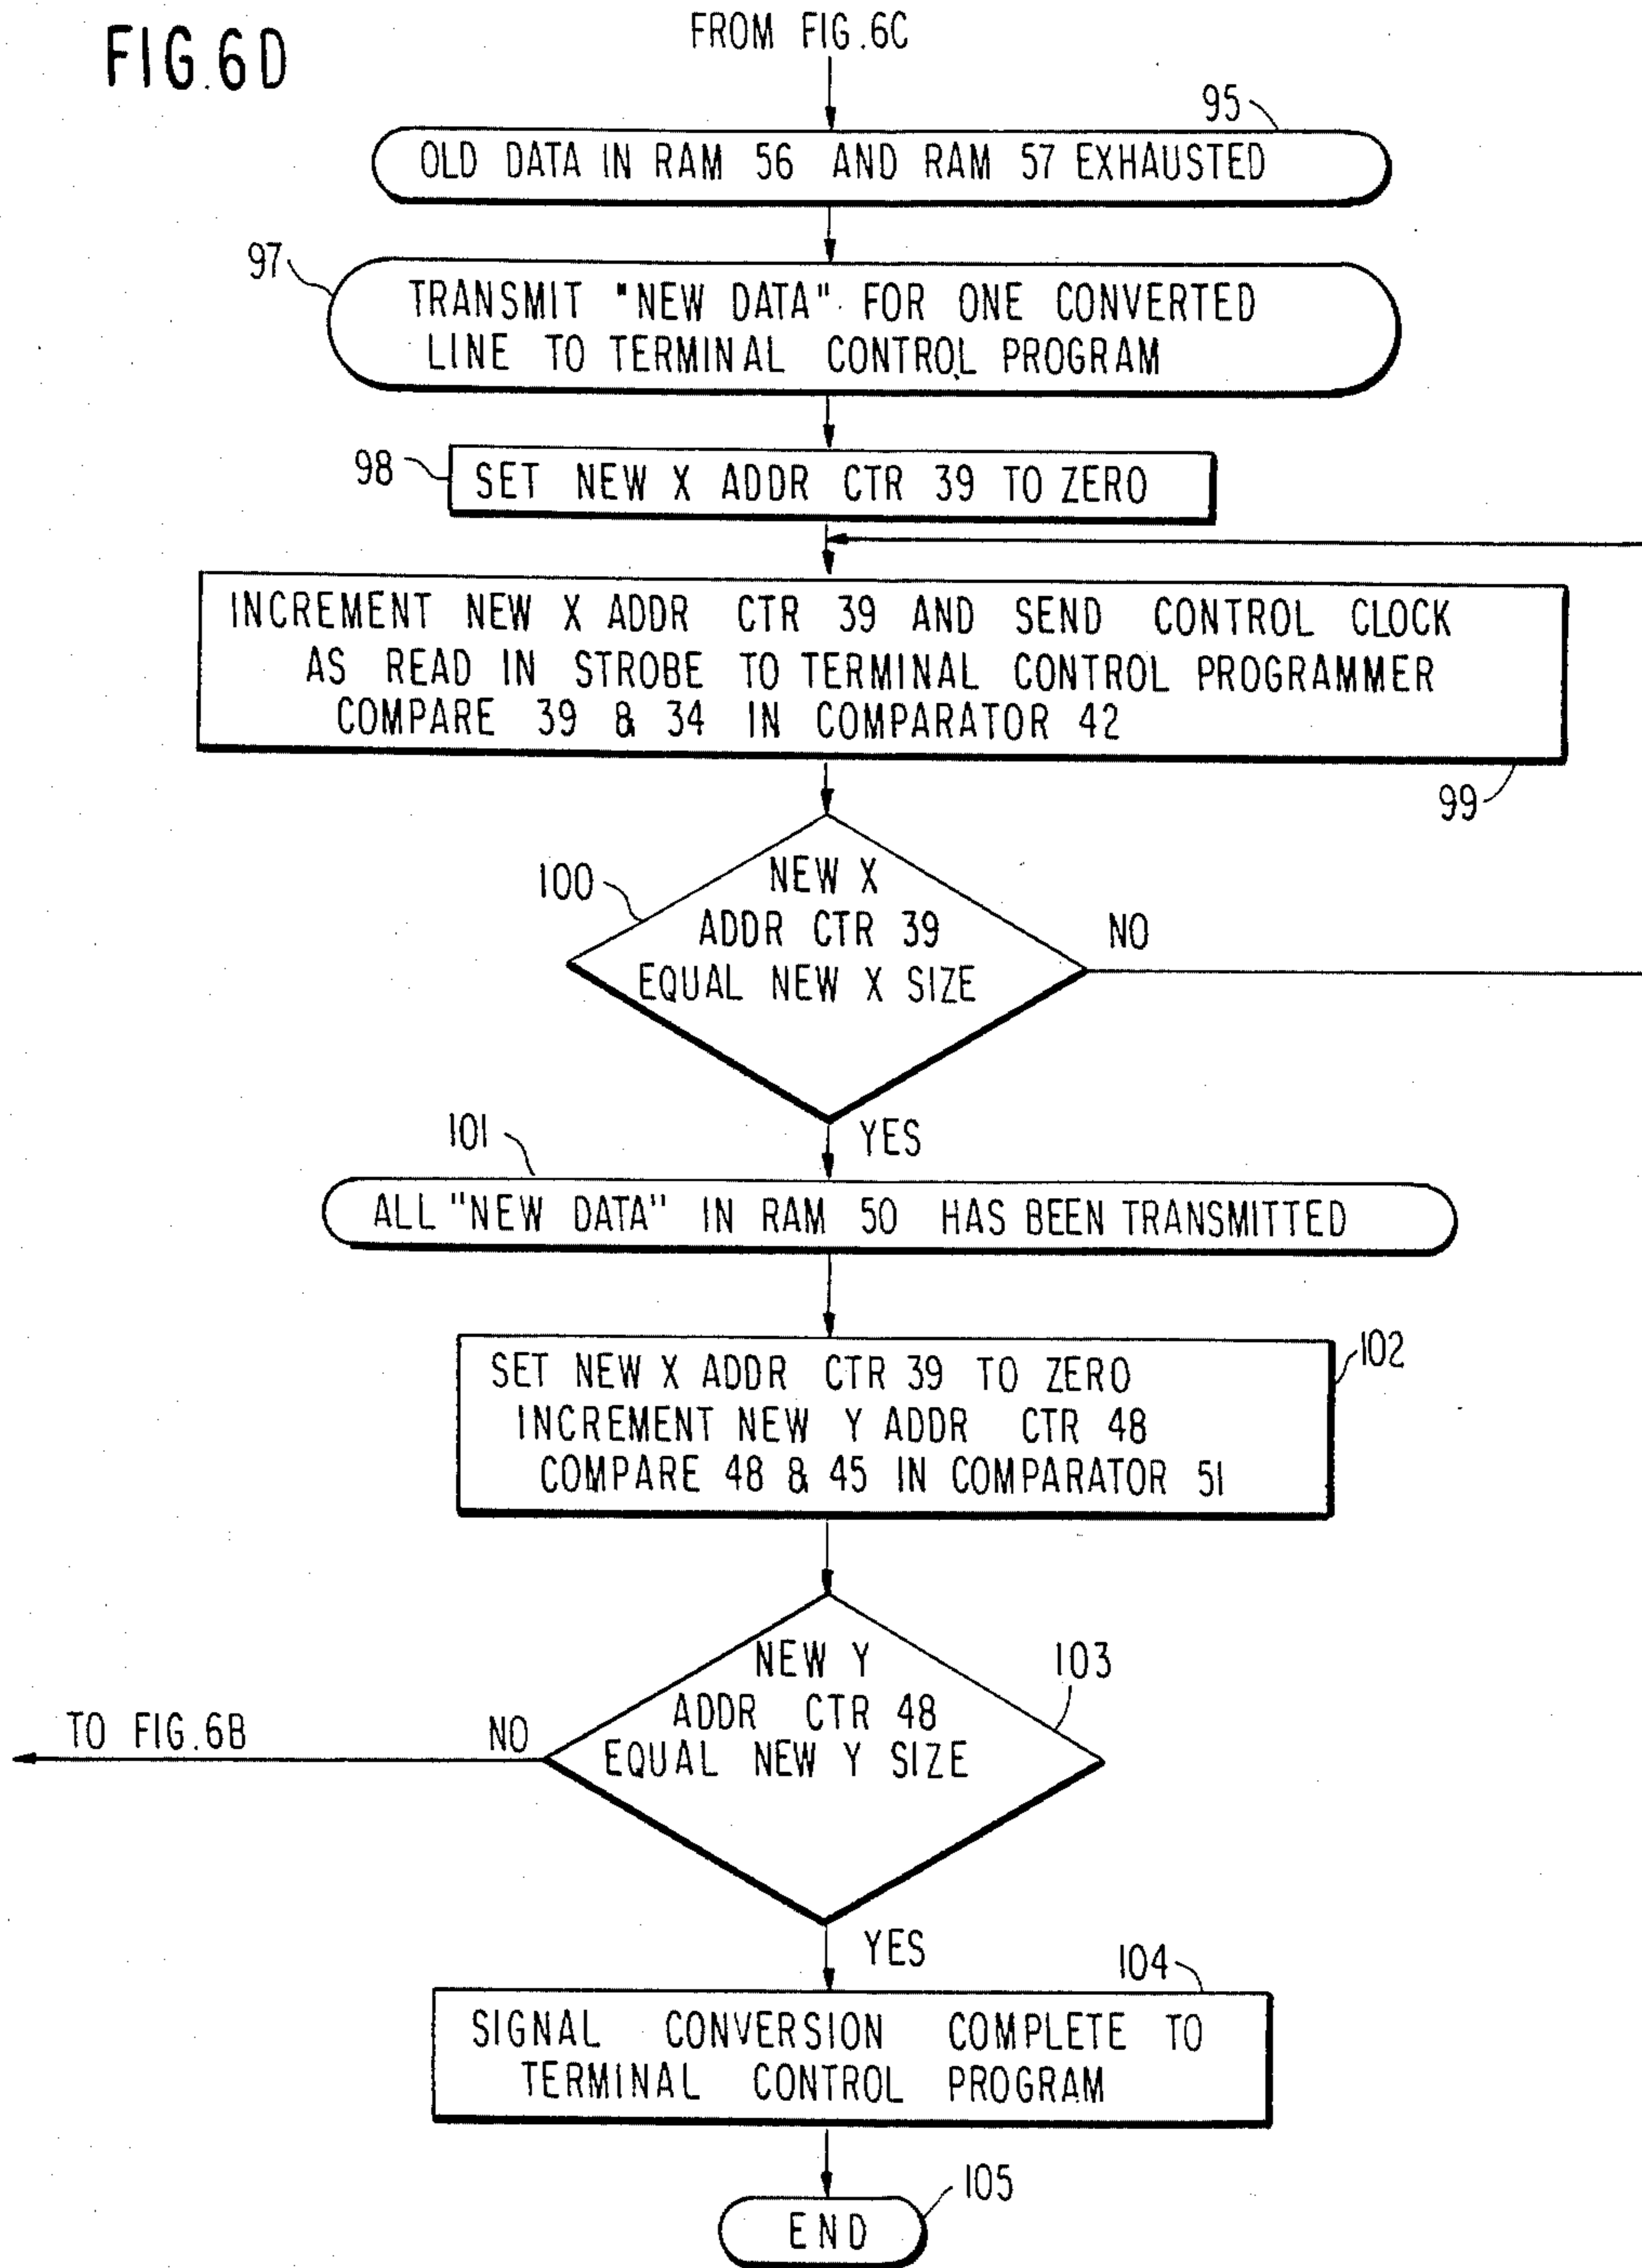 FIG.6D
FROM FIG.6C
95
OLD DATA IN RAM 56 AND RAM 57 EXHAUSTED
97
TRANSMIT "NEW DATA" FOR ONE CONVERTED
LINE TO TERMINAL CONTROL PROGRAM
98
SET NEW X ADDR CTR 39 TO ZERO
INCREMENT NEW X ADDR CTR 39 AND SEND CONTROL CLOCK
AS READ IN STROBE TO TERMINAL CONTROL PROGRAMMER
COMPARE 39 & 34 IN COMPARATOR 42
99
100
NEW X
ADDR CTR 39
EQUAL NEW X SIZE
NO
YES
101
ALL "NEW DATA" IN RAM 50 HAS BEEN TRANSMITTED
102
SET NEW X ADDR CTR 39 TO ZERO
INCREMENT NEW Y ADDR CTR 48
COMPARE 48 & 45 IN COMPARATOR 51
103
NEW Y
ADDR CTR 48
EQUAL NEW Y SIZE
TO FIG.6B
NO
YES
104
SIGNAL CONVERSION COMPLETE TO
TERMINAL CONTROL PROGRAM
105
END